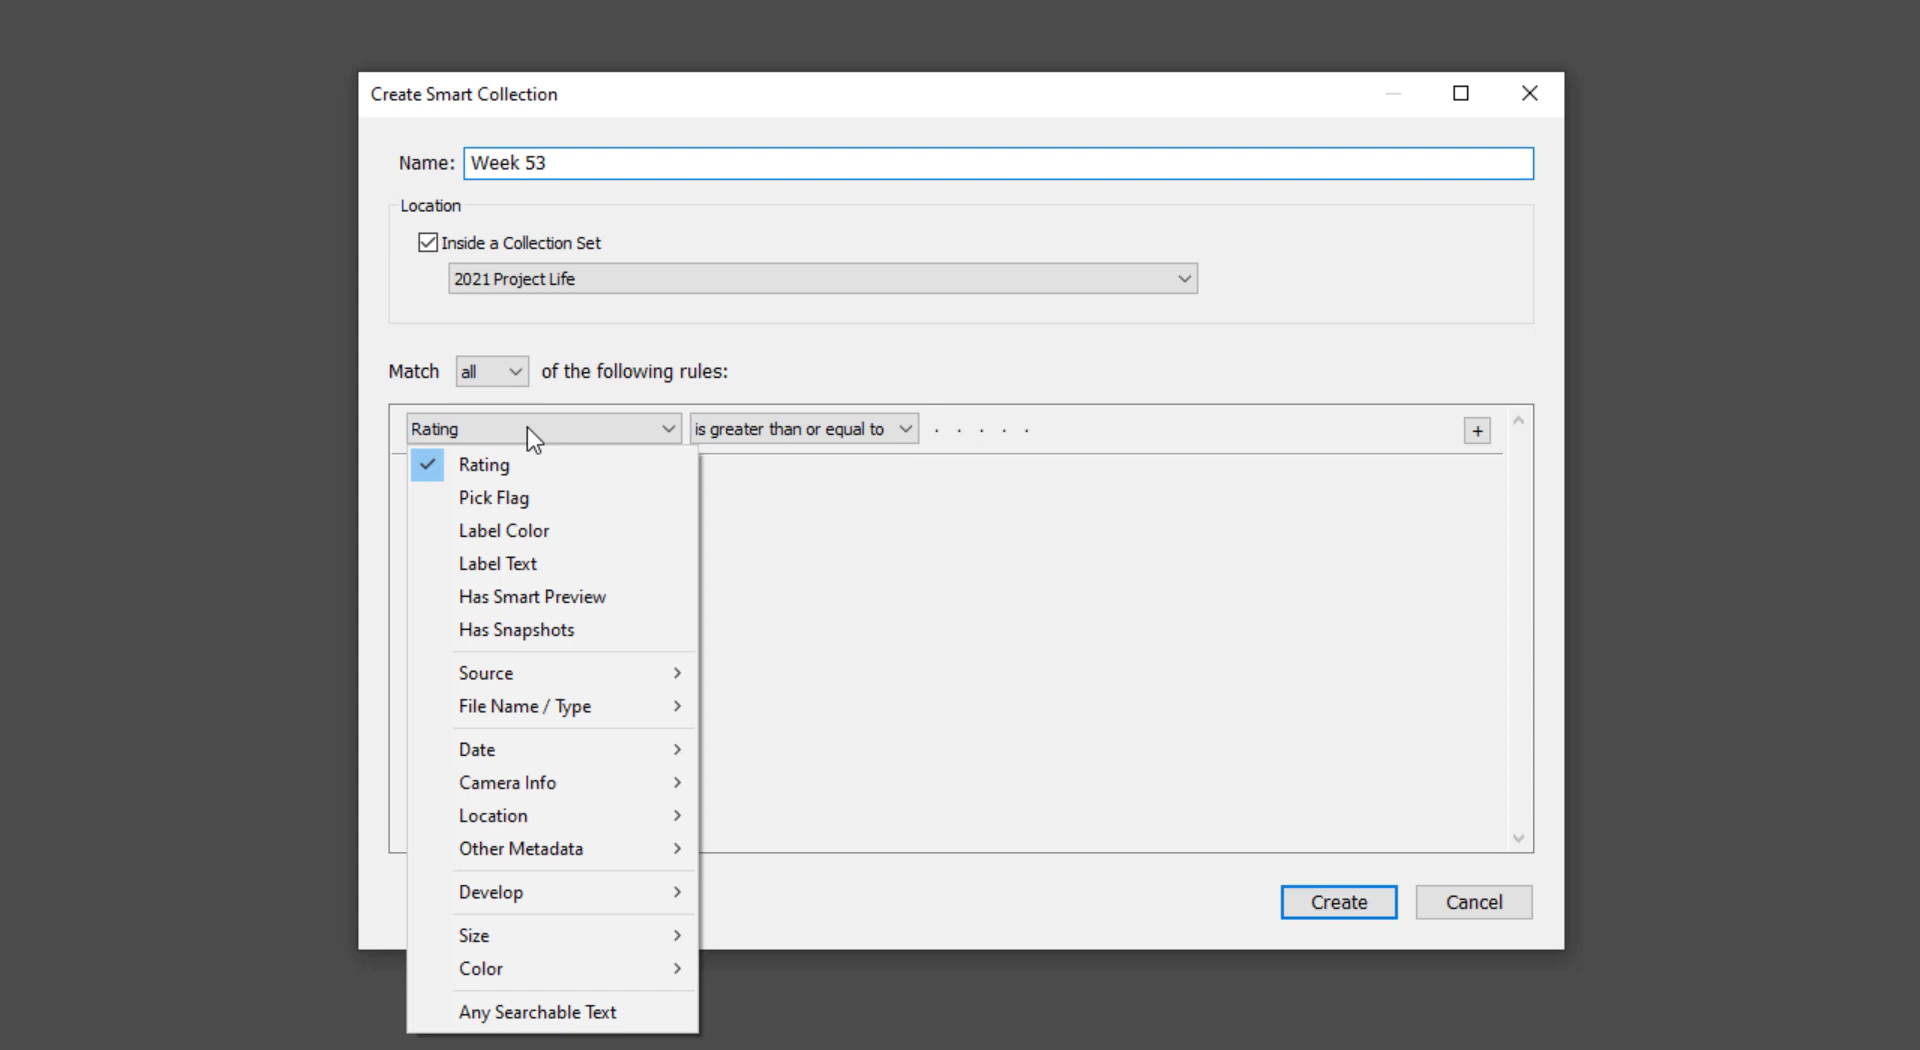 Create Smart Collection
Name: Week 53
Location
Inside a Collection Set
2021 Project Life
Match all of the following rules:
Rating is greater than or equal to . . . . . +
Rating
Pick Flag
Label Color
Label Text
Has Smart Preview
Has Snapshots
Source
File Name / Type
Date
Camera Info
Location
Other Metadata
Develop
Create Cancel
Size
Color
Any Searchable Text